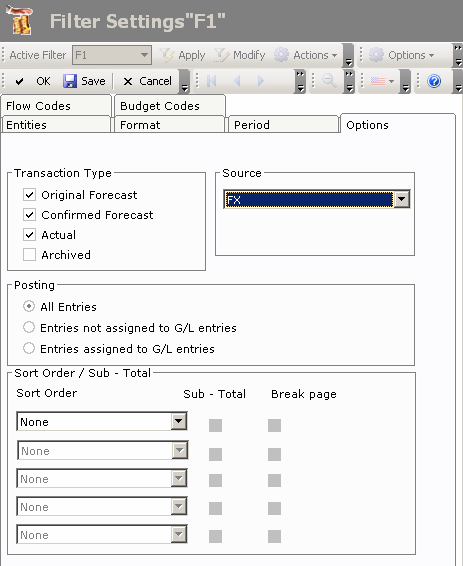 Filter Settings"F1"
Active Filter F1 Apply Modify Actions Options
OK Save Cancel
Flow Codes Budget Codes
Entities Format Period Options
Transaction Type Source
Original Forecast FX
Confirmed Forecast
Actual
Archived
Posting
All Entries
Entries not assigned to G/L entries
Entries assigned to G/L entries
Sort Order / Sub - Total
Sort Order Sub - Total Break page
None
None
None
None
None